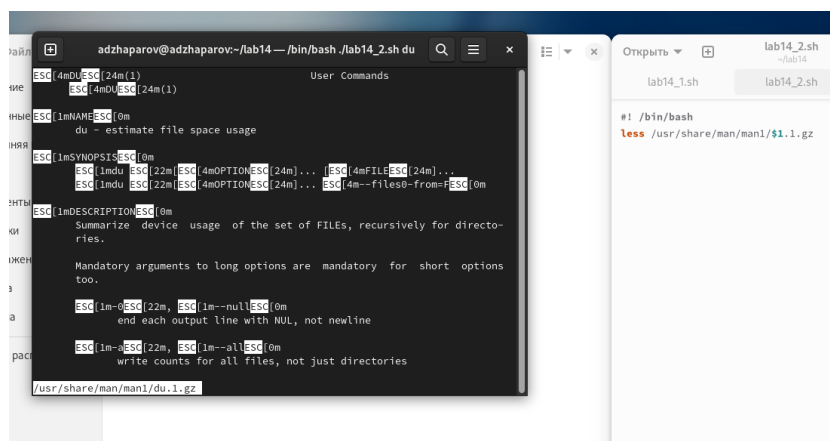 adzhaparov@adzhaparov:~/lab14 — /bin/bash ./lab14_2.sh du
ESC[4mDUESC[24m(1) User Commands
ESC[4mDUESC[24m(1)
ESC[1mNAMEESC[0m
du - estimate file space usage
ESC[1mSYNOPSISESC[0m
ESC[1mdu ESC[22m[ESC[4mOPTIONESC[24m]... [ESC[4mFILEESC[24m]...
ESC[1mdu ESC[22m[ESC[4mOPTIONESC[24m]... ESC[4m--files0-from=FESC[0m
ESC[1mDESCRIPTIONESC[0m
Summarize device usage of the set of FILEs, recursively for directo-
ries.
Mandatory arguments to long options are mandatory for short options
too.
ESC[1m-0ESC[22m, ESC[1m--nullESC[0m
end each output line with NUL, not newline
ESC[1m-aESC[22m, ESC[1m--allESC[0m
write counts for all files, not just directories
/usr/share/man/man1/du.1.gz
Открыть
lab14_2.sh
~/lab14
lab14_1.sh lab14_2.sh
#! /bin/bash
less /usr/share/man/man1/$1.1.gz